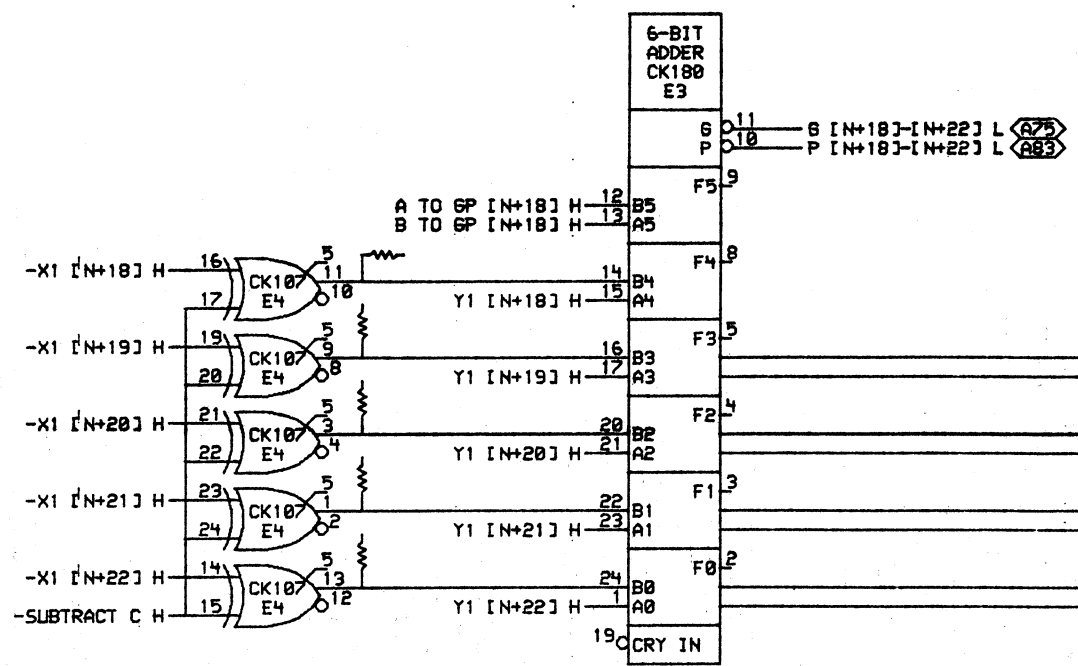 6-BIT
ADDER
CK180
E3
G 11 G [N+18]-[N+22] L A75
P 10 P [N+18]-[N+22] L A83
F5 9
A TO GP [N+18] H 12 B5
B TO GP [N+18] H 13 A5
F4 8
-X1 [N+18] H 16 CK107 5 11 14 B4
17 E4 10 Y1 [N+18] H 15 A4
F3 5
-X1 [N+19] H 19 CK107 5 9 16 B3
20 E4 8 Y1 [N+19] H 17 A3
F2 4
-X1 [N+20] H 21 CK107 5 3 20 B2
22 E4 4 Y1 [N+20] H 21 A2
F1 3
-X1 [N+21] H 23 CK107 5 1 22 B1
24 E4 2 Y1 [N+21] H 23 A1
F0 2
-X1 [N+22] H 14 CK107 5 13 24 B0
-SUBTRACT C H 15 E4 12 Y1 [N+22] H 1 A0
19 CRY IN